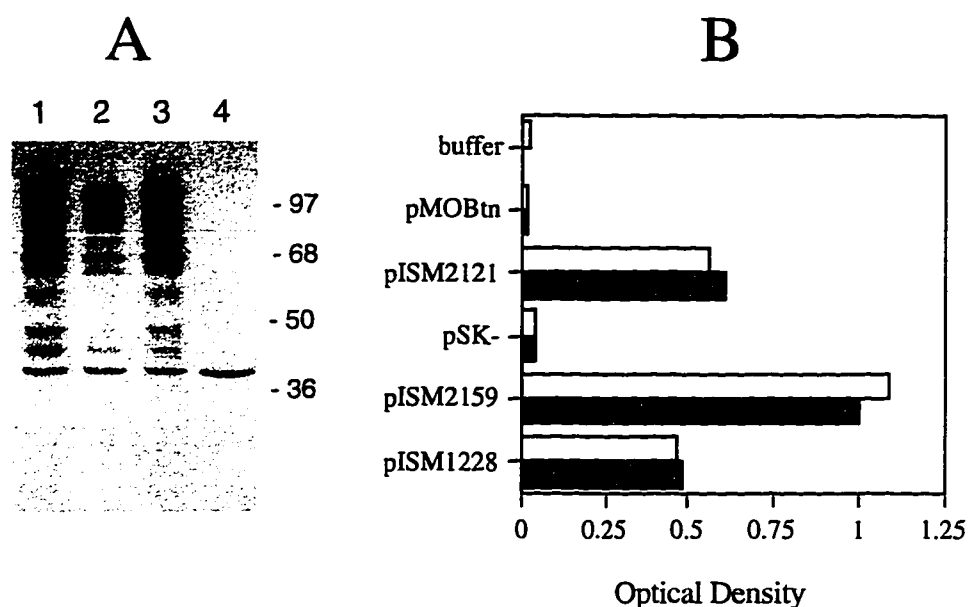 A
1 2 3 4
- 97
- 68
- 50
- 36
B
buffer
pMOBtn
pISM2121
pSK-
pISM2159
pISM1228
0 0.25 0.5 0.75 1 1.25
Optical Density